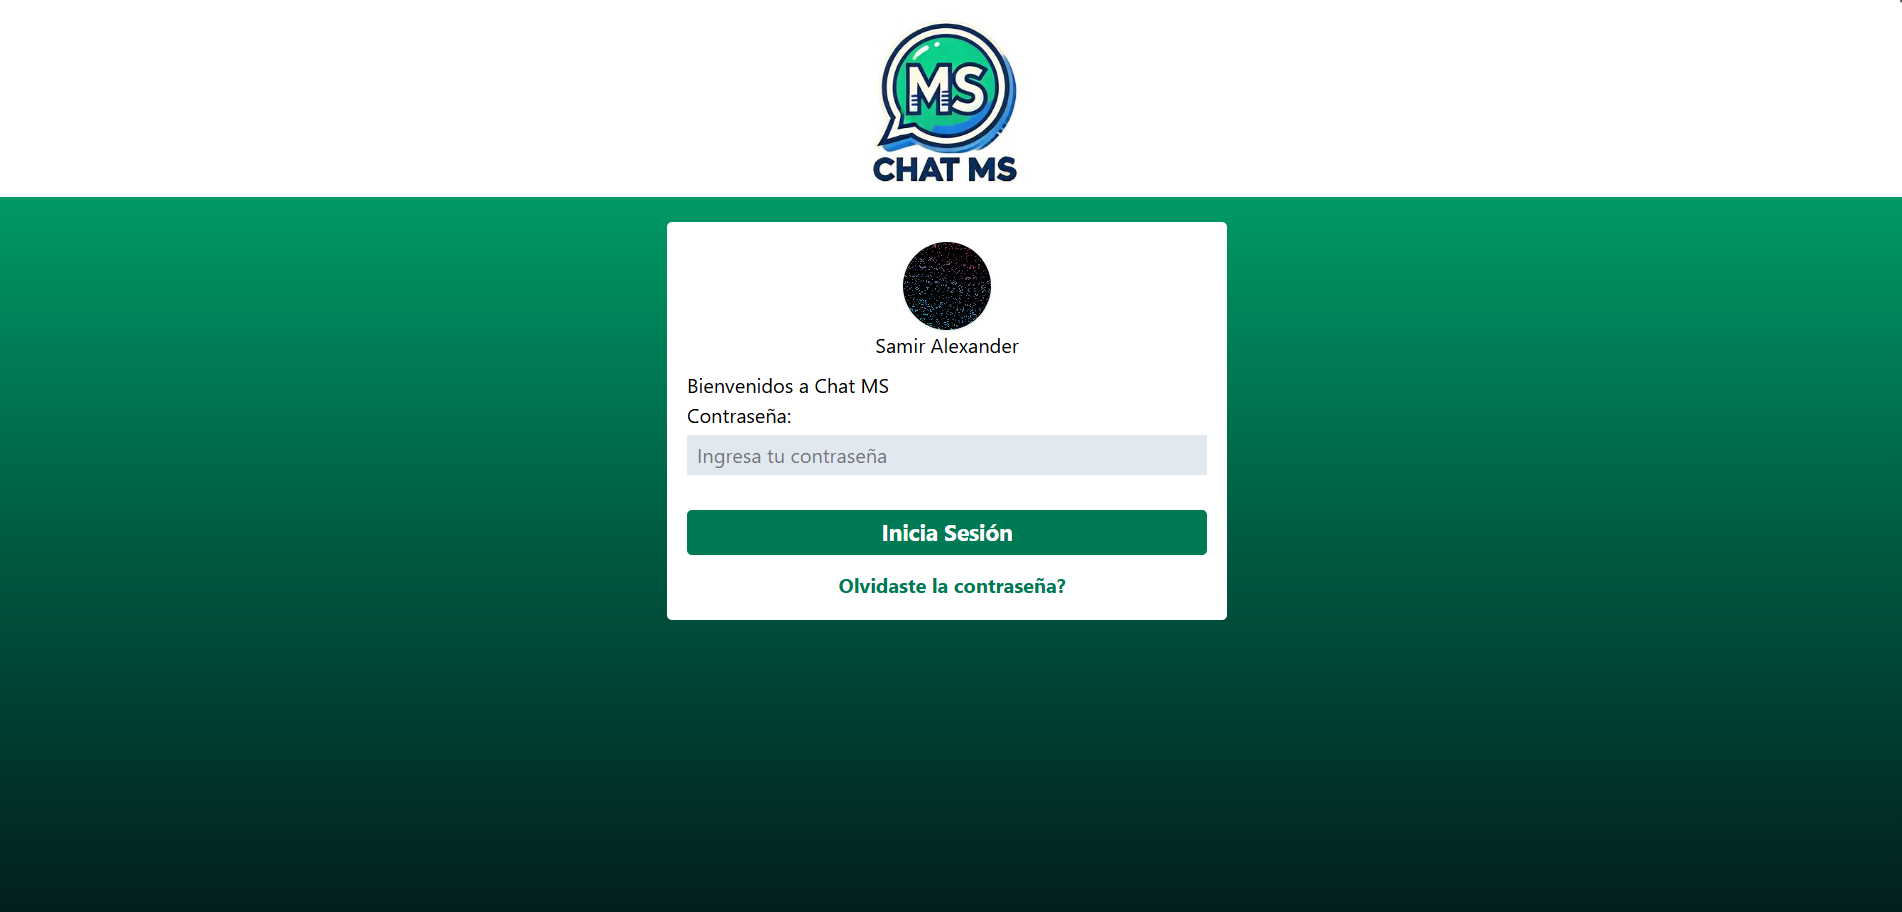 MS
CHAT MS
Samir Alexander
Bienvenidos a Chat MS
Contraseña:
Ingresa tu contraseña
Inicia Sesión
Olvidaste la contraseña?